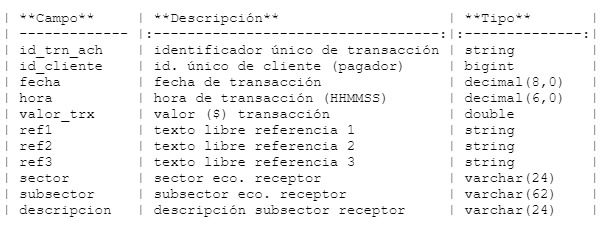 | **Campo** | **Descripción** | **Tipo** |
| ------------- |:---------------------------------:|:--------------:|
| id_trn_ach | identificador único de transacción | string |
| id_cliente | id. único de cliente (pagador) | bigint |
| fecha | fecha de transacción | decimal(8,0) |
| hora | hora de transacción (HHMMSS) | decimal(6,0) |
| valor_trx | valor ($) transacción | double |
| ref1 | texto libre referencia 1 | string |
| ref2 | texto libre referencia 2 | string |
| ref3 | texto libre referencia 3 | string |
| sector | sector eco. receptor | varchar(24) |
| subsector | subsector eco. receptor | varchar(62) |
| descripcion | descripción subsector receptor | varchar(24) |